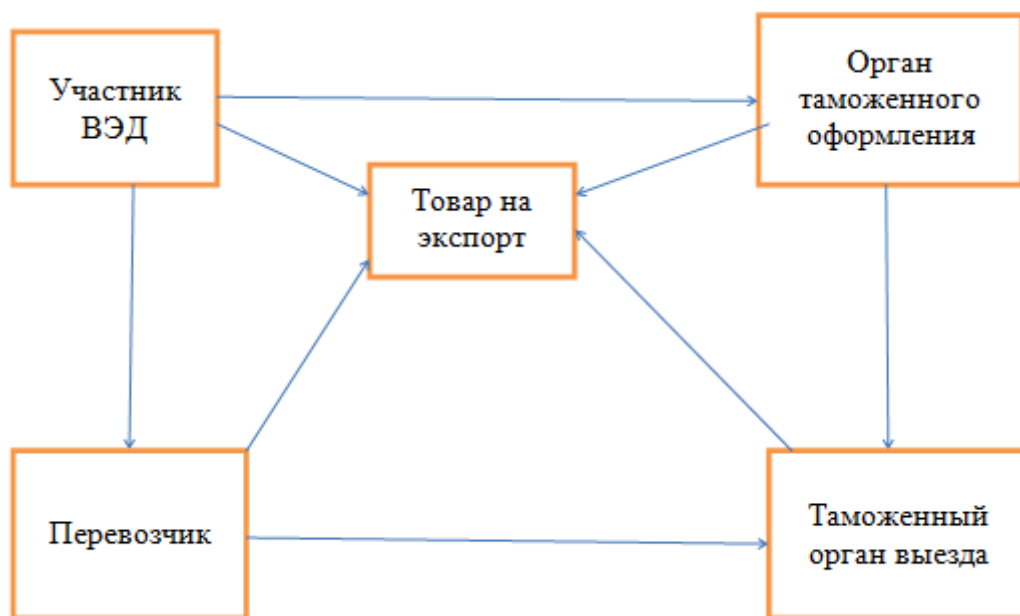 Участник
ВЭД
Орган
таможенного
оформления
Товар на
экспорт
Перевозчик
Таможенный
орган выезда